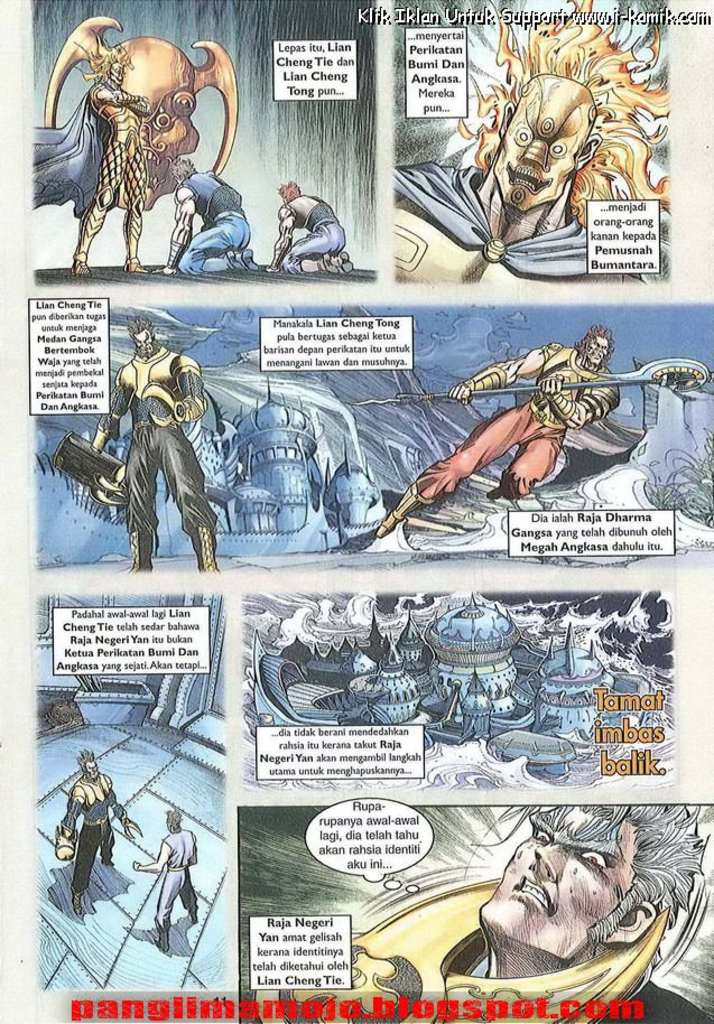 Klik Iklan Untuk Support www.i-komik.com
Lepas itu, Lian
Cheng Tie dan
Lian Cheng
Tong pun...
...menyertai
Perikatan
Bumi Dan
Angkasa.
Mereka
pun...
...menjadi
orang-orang
kanan kepada
Pemusnah
Bumantara.
Lian Cheng Tie
pun diberikan tugas
untuk menjaga
Medan Gangsa
Bertembok
Waja yang telah
menjadi pembekal
senjata kepada
Perikatan Bumi
Dan Angkasa.
Manakala Lian Cheng Tong
pula bertugas sebagai ketua
barisan depan perikatan itu untuk
menangani lawan dan musuhnya.
Dia ialah Raja Dharma
Gangsa yang telah dibunuh oleh
Megah Angkasa dahulu itu.
Padahal awal-awal lagi Lian
Cheng Tie telah sedar bahawa
Raja Negeri Yan itu bukan
Ketua Perikatan Bumi Dan
Angkasa yang sejati. Akan tetapi...
...dia tidak berani mendedahkan
rahsia itu kerana takut Raja
Negeri Yan akan mengambil langkah
utama untuk menghapuskannya...
Tamat
imbas
balik.
Rupa-
rupanya awal-awal
lagi, dia telah tahu
akan rahsia identiti
aku ini...
Raja Negeri
Yan amat gelisah
kerana identitinya
telah diketahui oleh
Lian Cheng Tie.
panglimamojo.blogspot.com